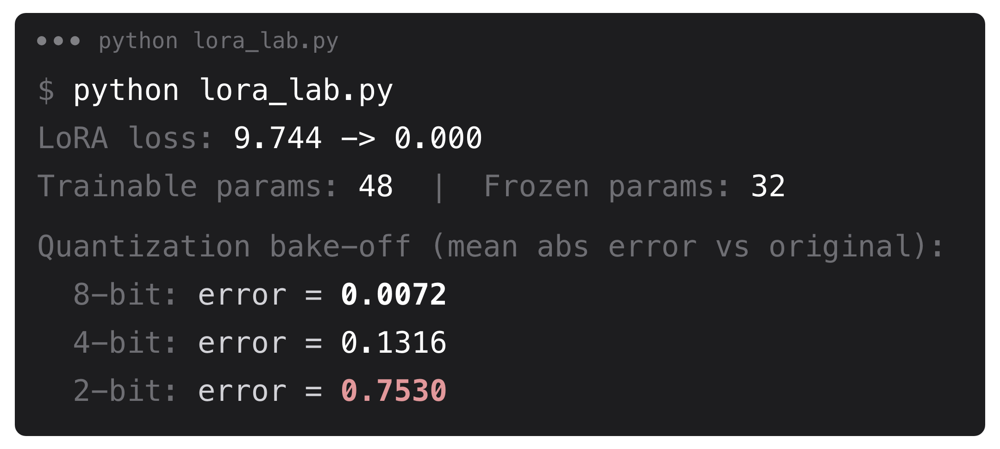 python lora_lab.py
$ python lora_lab.py
LoRA loss: 9.744 -> 0.000
Trainable params: 48  |  Frozen params: 32
Quantization bake-off (mean abs error vs original):
  8-bit: error = 0.0072
  4-bit: error = 0.1316
  2-bit: error = 0.7530